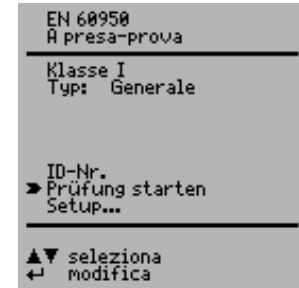 EN 60950
A presa-prova
Klasse I
Typ: Generale
ID-Nr.
Prüfung starten
Setup...
▲▼ seleziona
↵ modifica